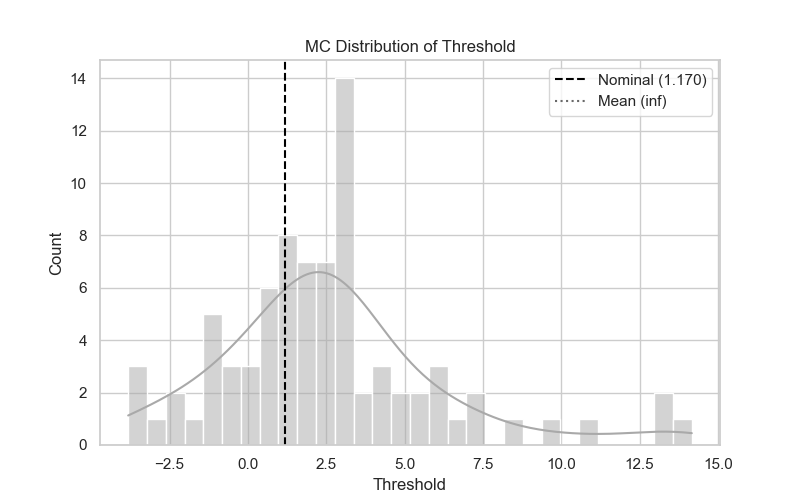 MC Distribution of Threshold
Nominal (1.170)
Mean (inf)
14
12
10
8
6
4
2
0
Count
−2.5 0.0 2.5 5.0 7.5 10.0 12.5 15.0
Threshold